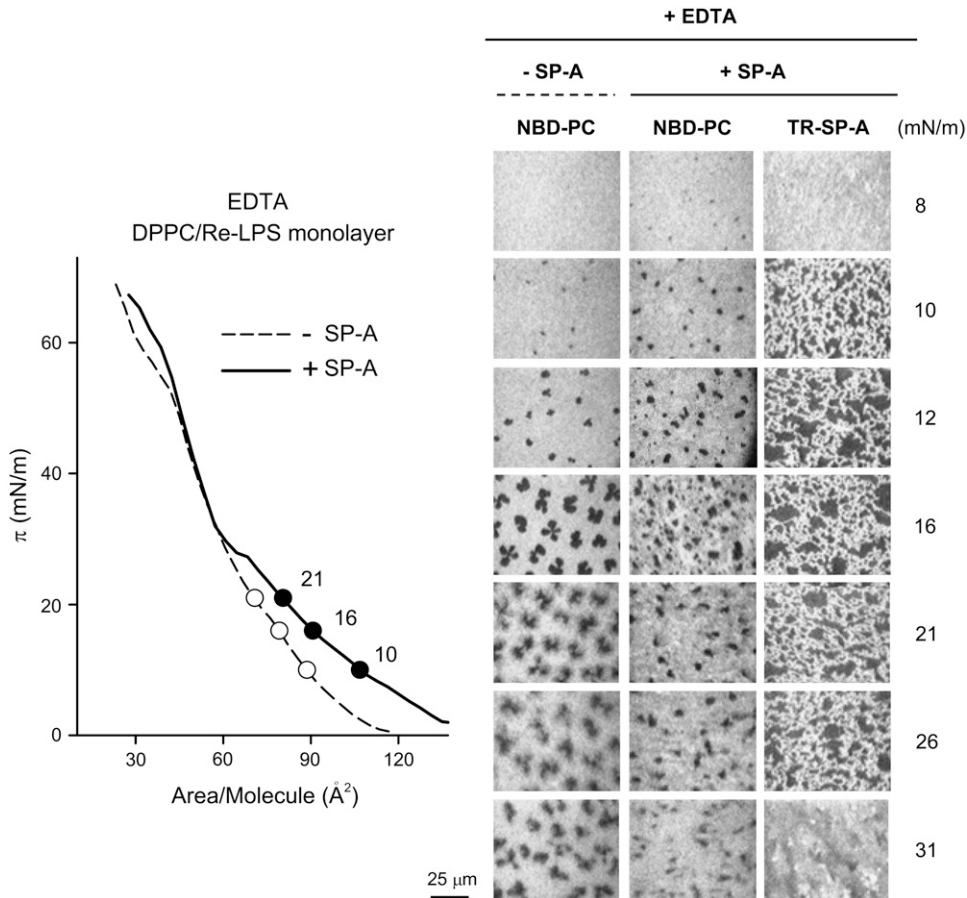 + EDTA
- SP-A
+ SP-A
NBD-PC
NBD-PC
TR-SP-A
(mN/m)
8
10
12
16
21
26
31
EDTA
DPPC/Re-LPS monolayer
- SP-A
+ SP-A
60
40
20
0
π (mN/m)
21
16
10
30
60
90
120
Area/Molecule (Å²)
25 μm